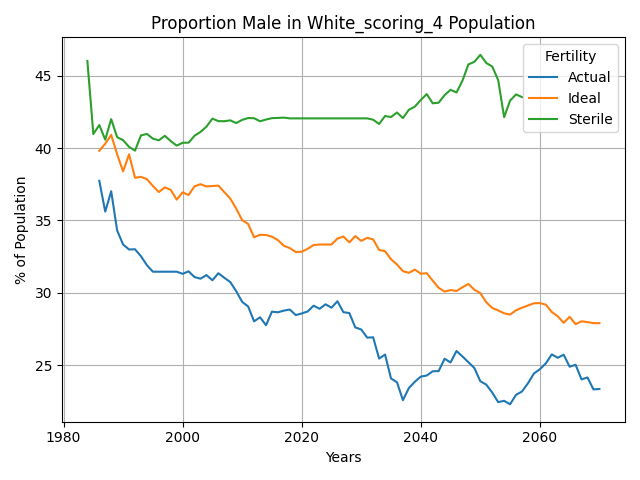 Proportion Male in White_scoring_4 Population
Fertility
Actual
Ideal
Sterile
% of Population
45
40
35
30
25
1980
2000
2020
2040
2060
Years